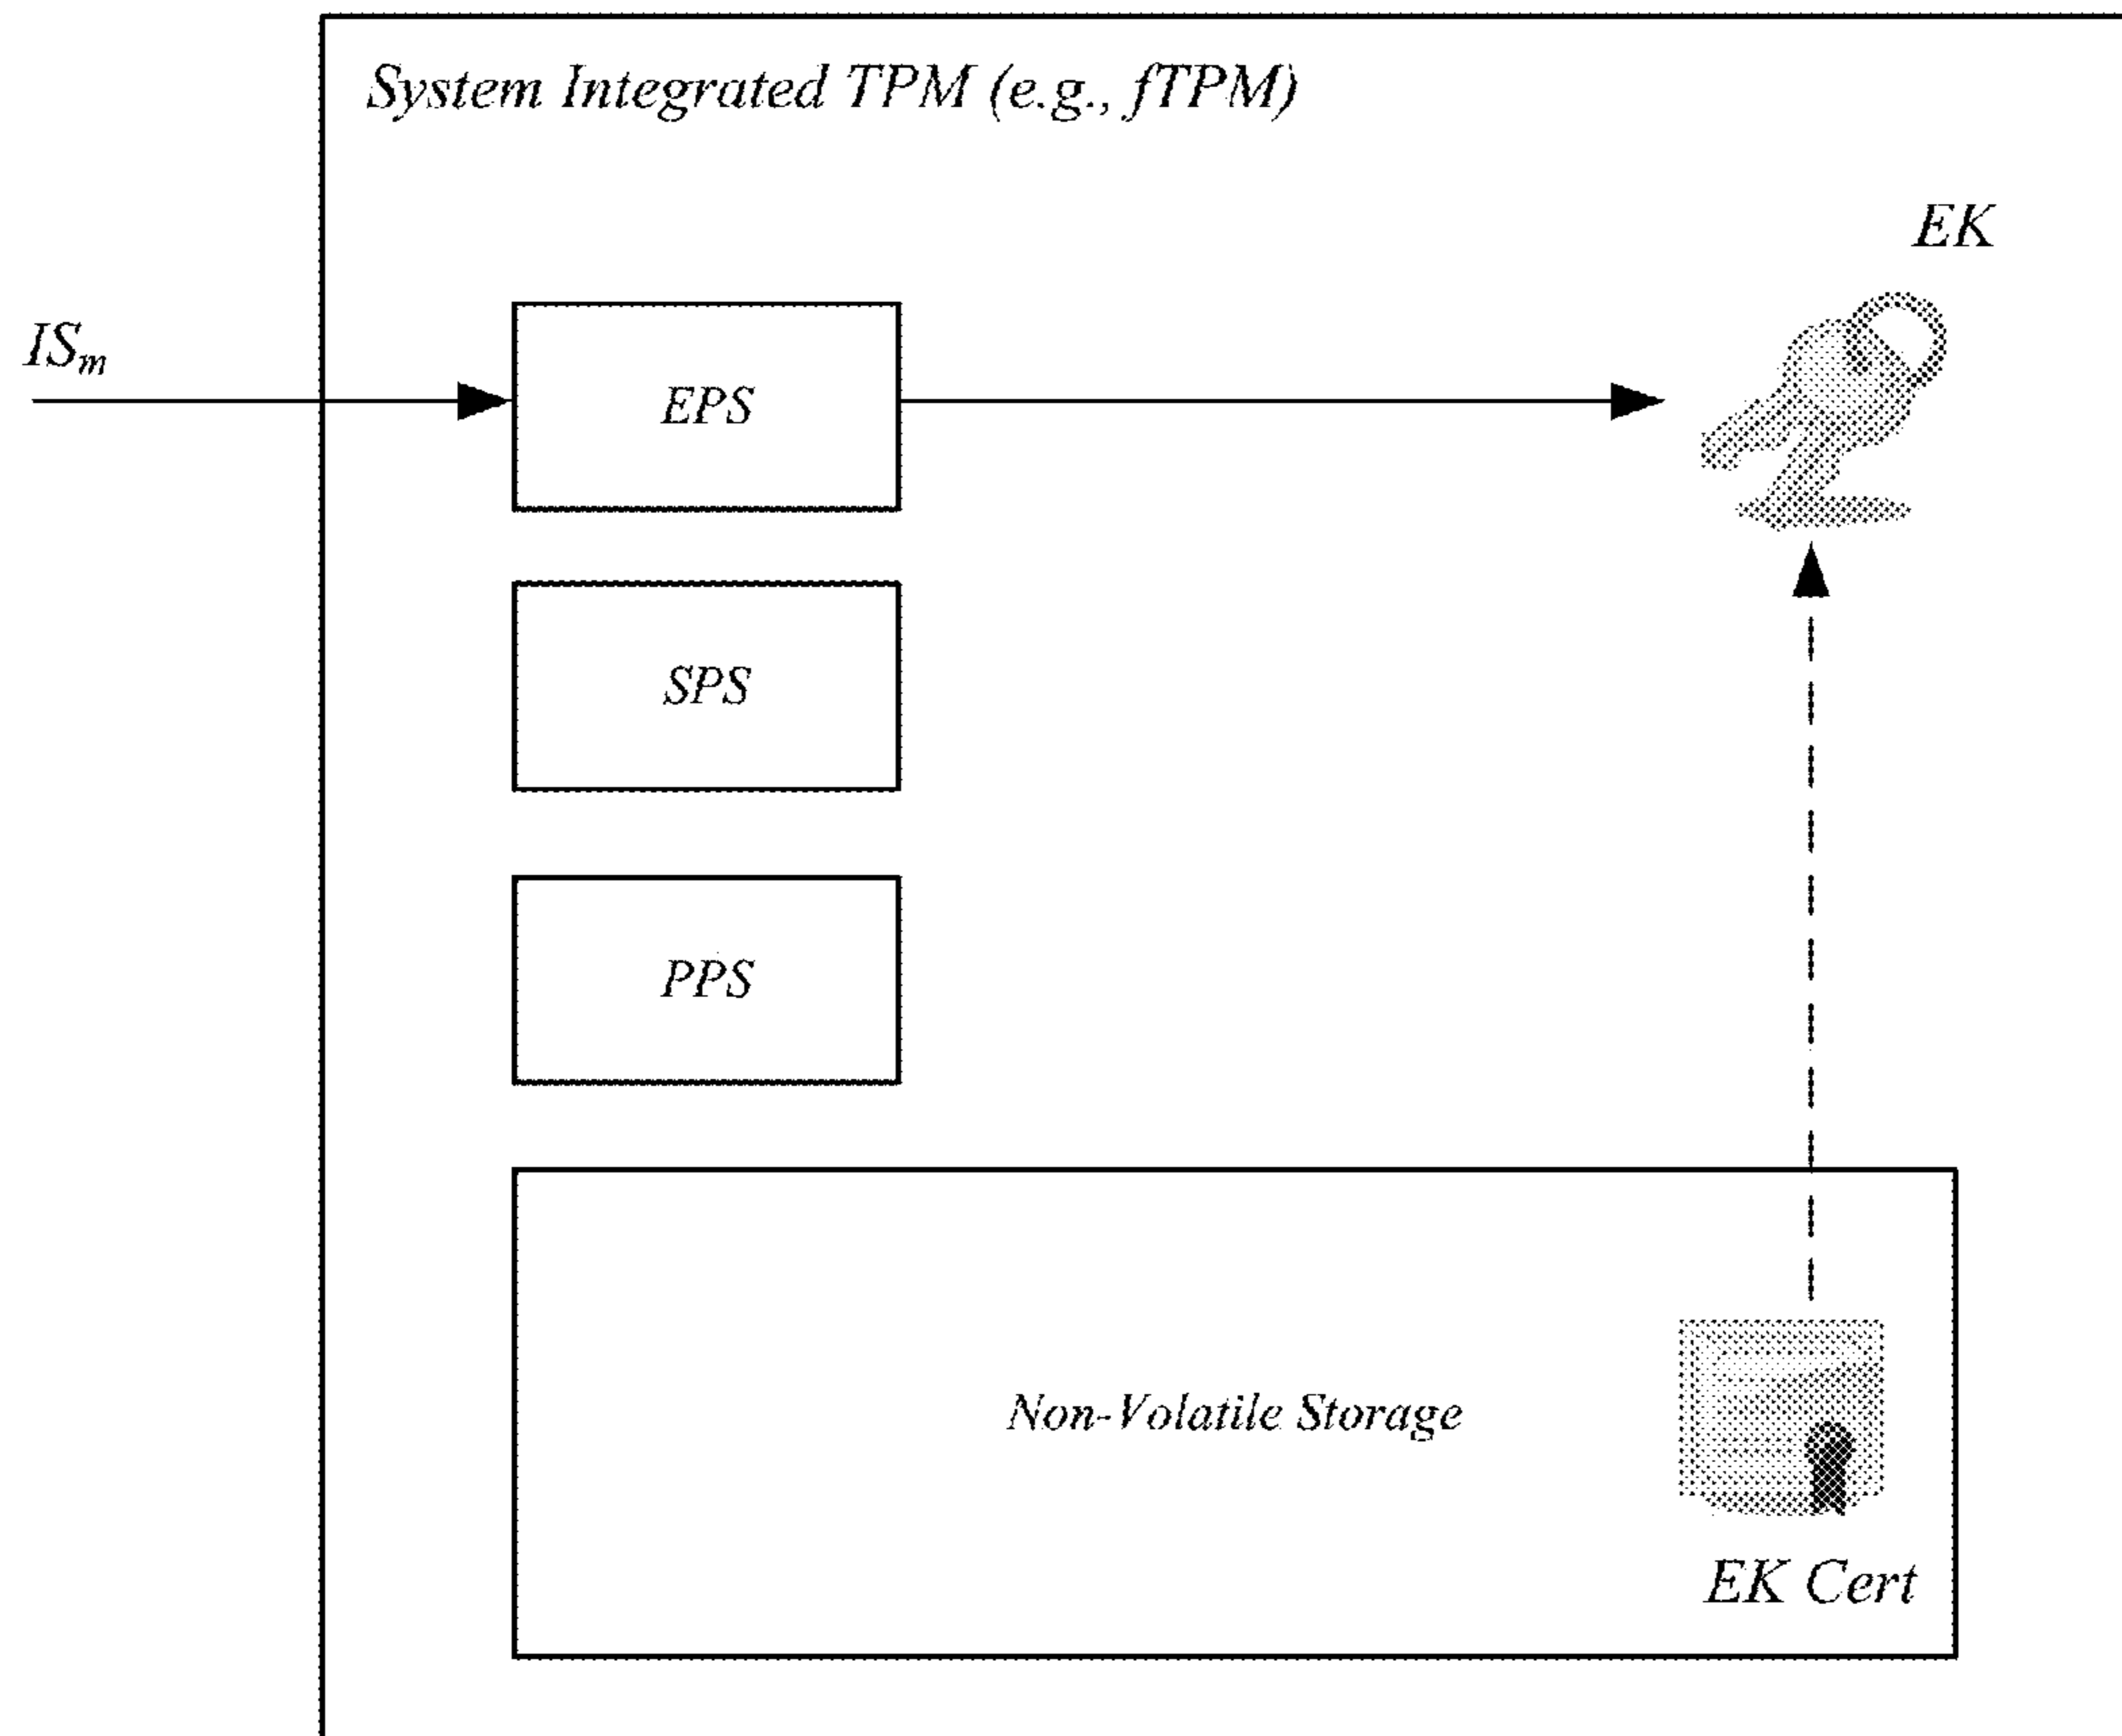 System Integrated TPM (e.g., fTPM)
EK
ISm
EPS
SPS
PPS
Non-Volatile Storage
EK Cert